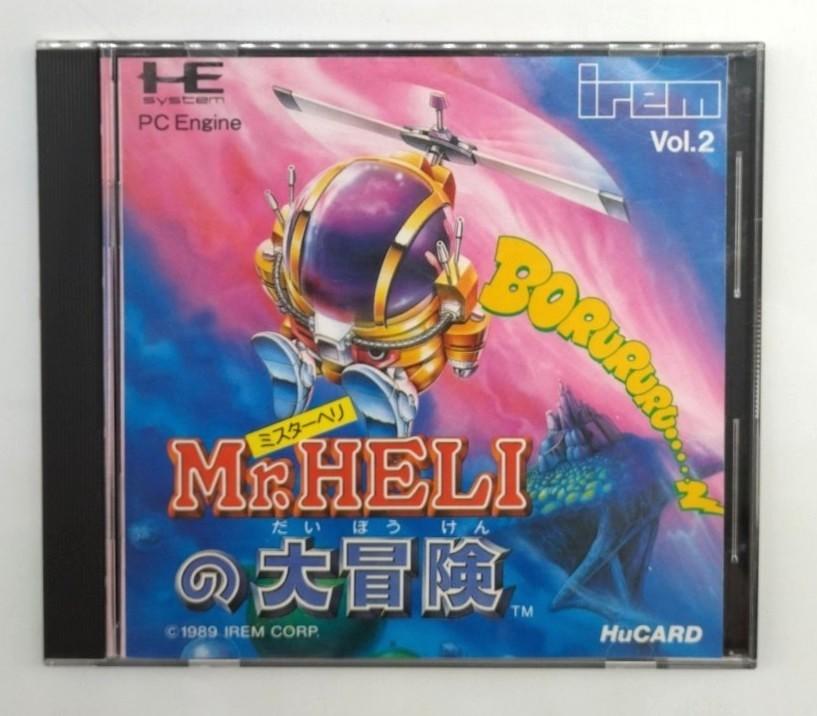 HE
system
PC Engine
irem
Vol.2
BORURURURU.....N
ミスターヘリ
Mr.HELI
だいぼうけん
の大冒険
TM
©1989 IREM CORP.
HuCARD